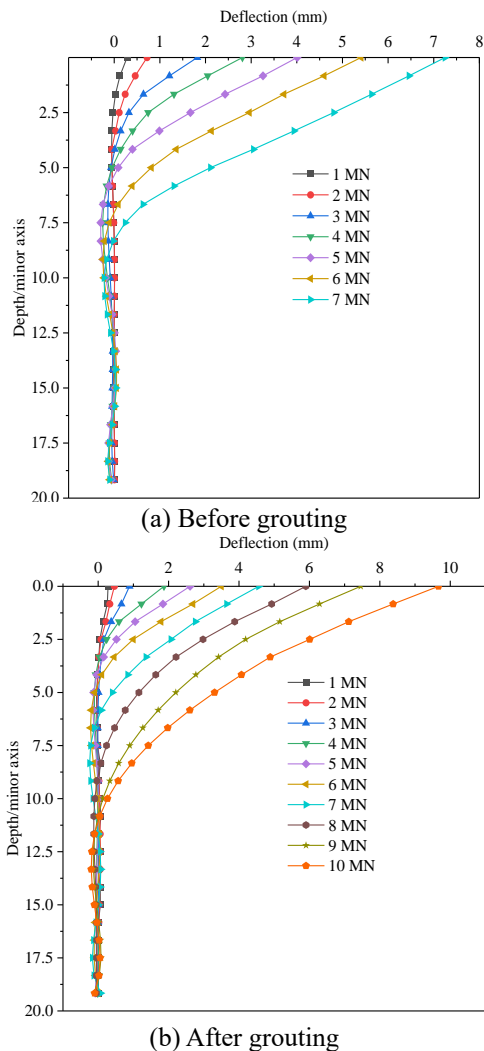 Deflection (mm)
0 1 2 3 4 5 6 7 8
2.5
5.0
7.5
10.0
12.5
15.0
17.5
20.0
Depth/minor axis
1 MN
2 MN
3 MN
4 MN
5 MN
6 MN
7 MN
(a) Before grouting
Deflection (mm)
0 2 4 6 8 10
0.0
2.5
5.0
7.5
10.0
12.5
15.0
17.5
20.0
Depth/minor axis
1 MN
2 MN
3 MN
4 MN
5 MN
6 MN
7 MN
8 MN
9 MN
10 MN
(b) After grouting